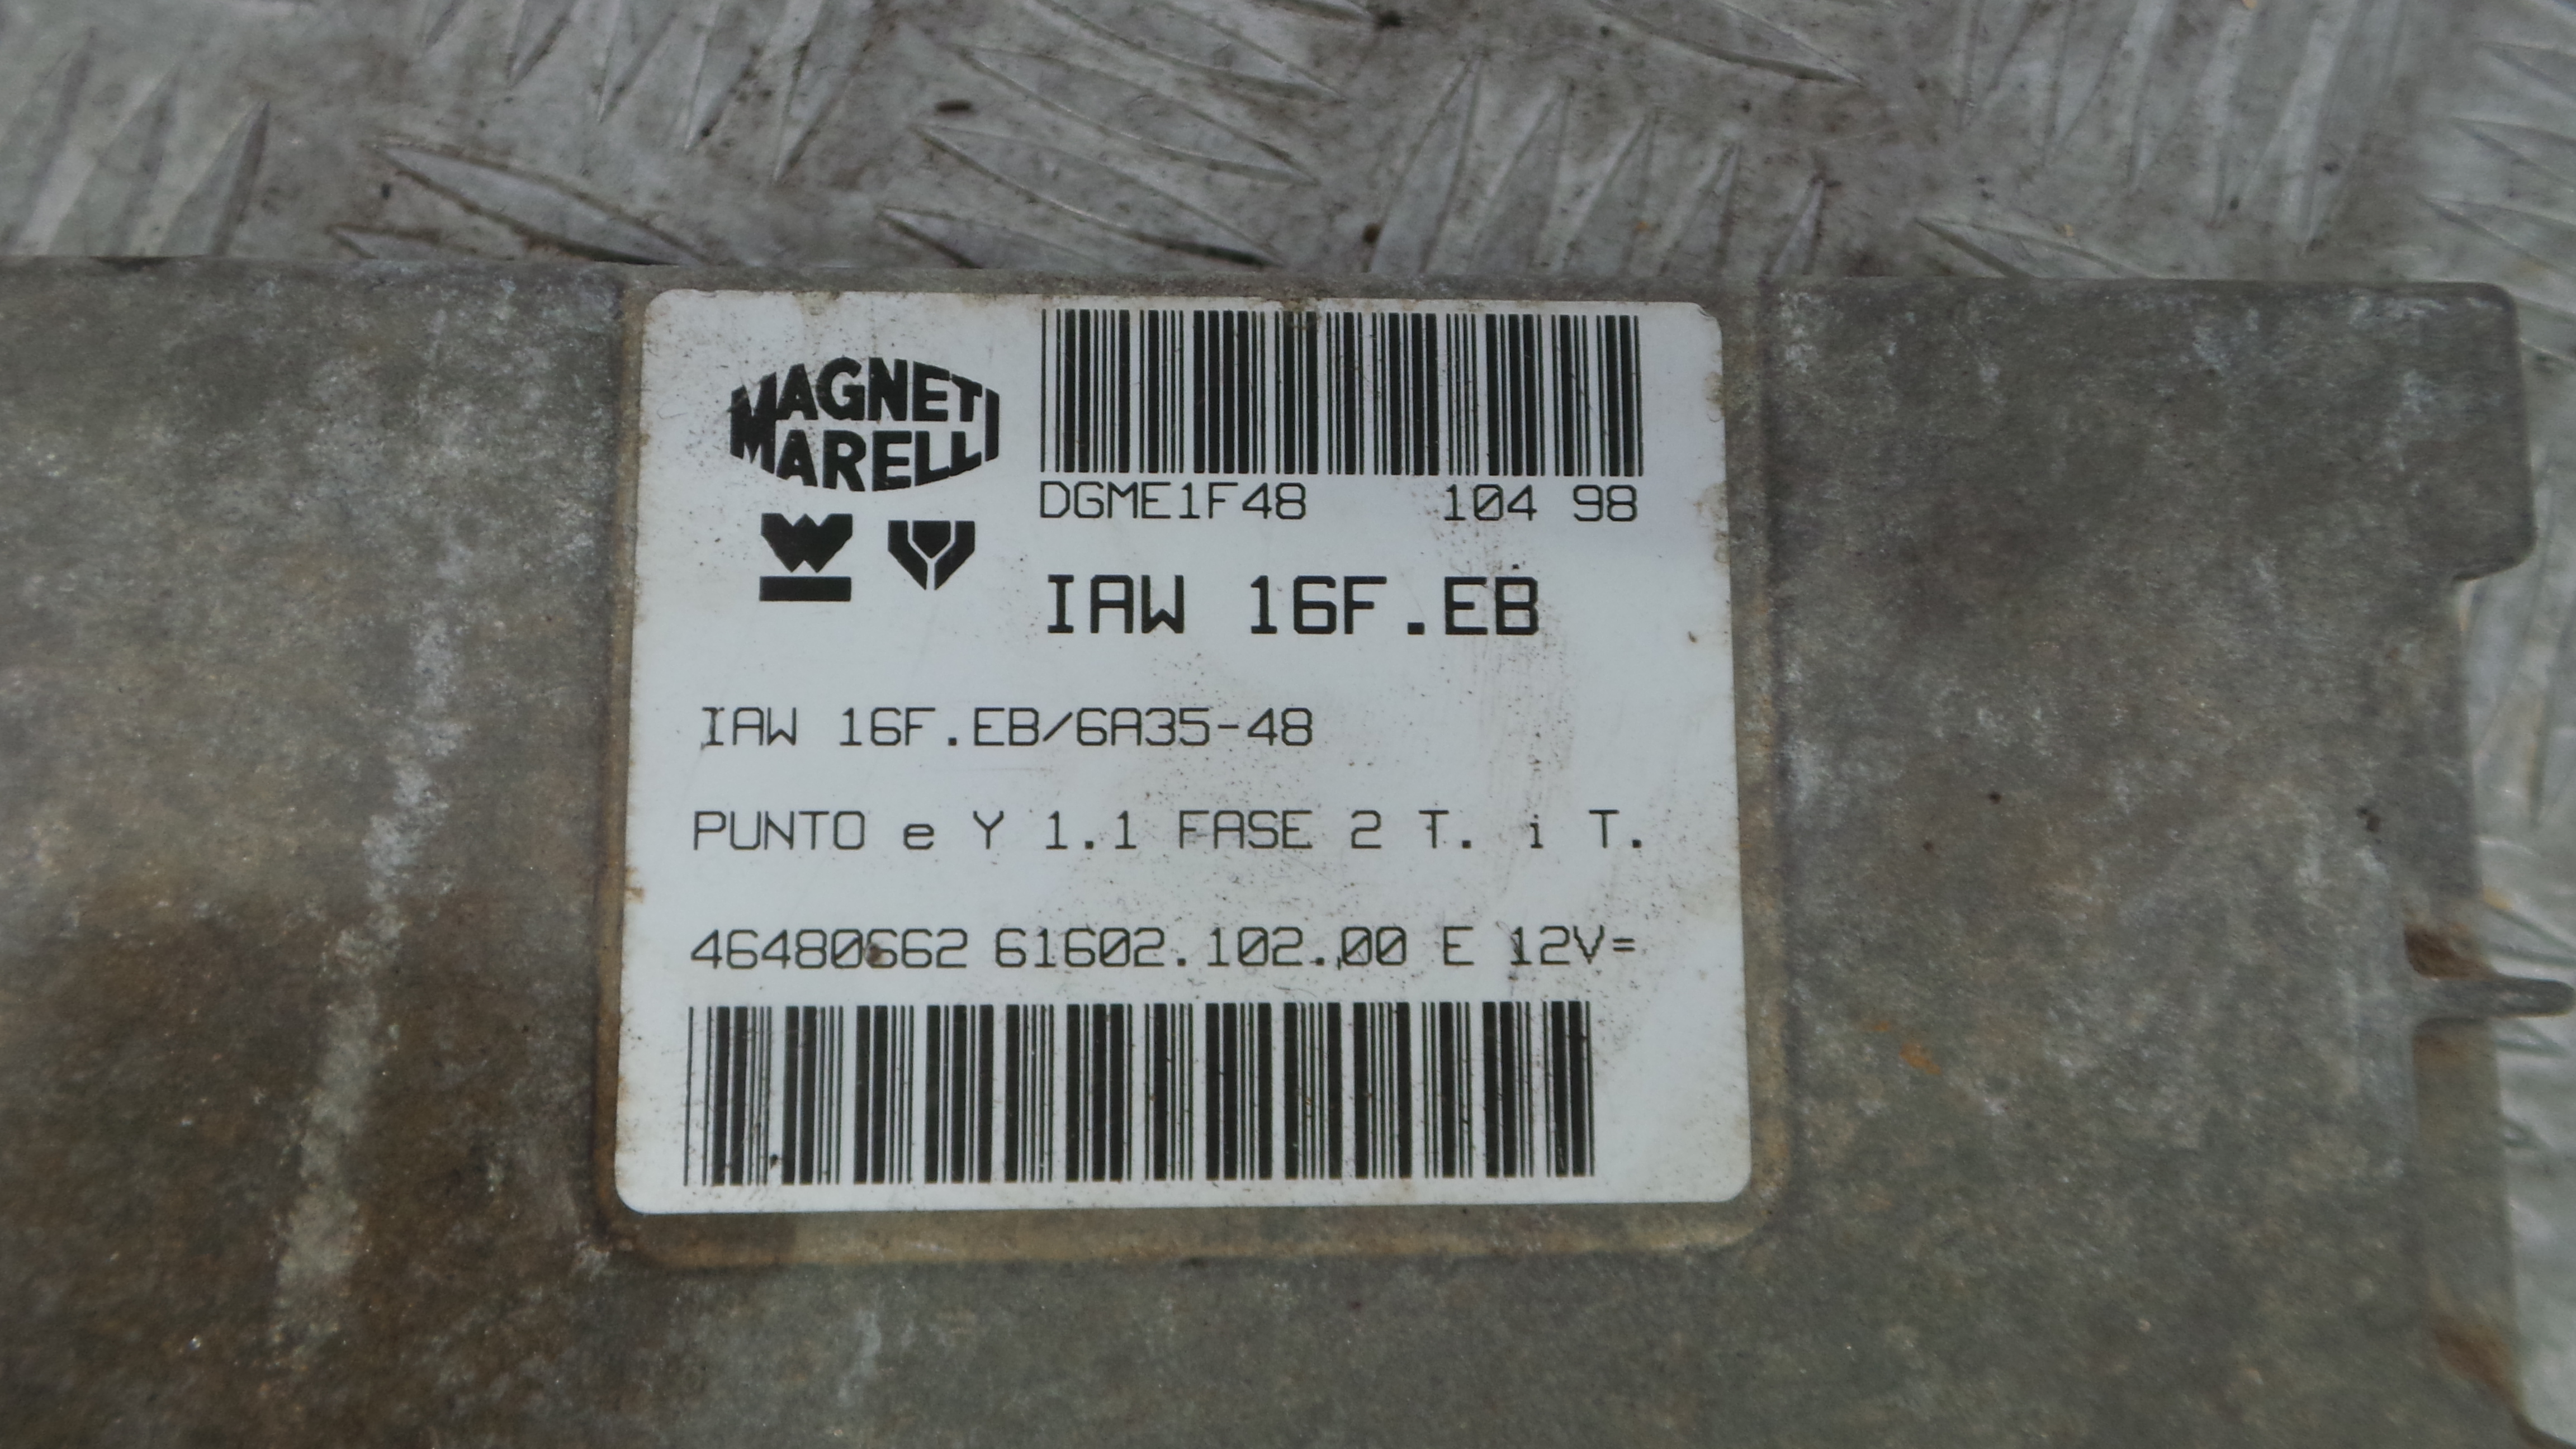 MAGNETI
MARELLI
DGME1F48 104 98
IAW 16F.EB
IAW 16F.EB/6A35-48
PUNTO e Y 1.1 FASE 2 T. i T.
46480662 61602.102.00 E 12V=